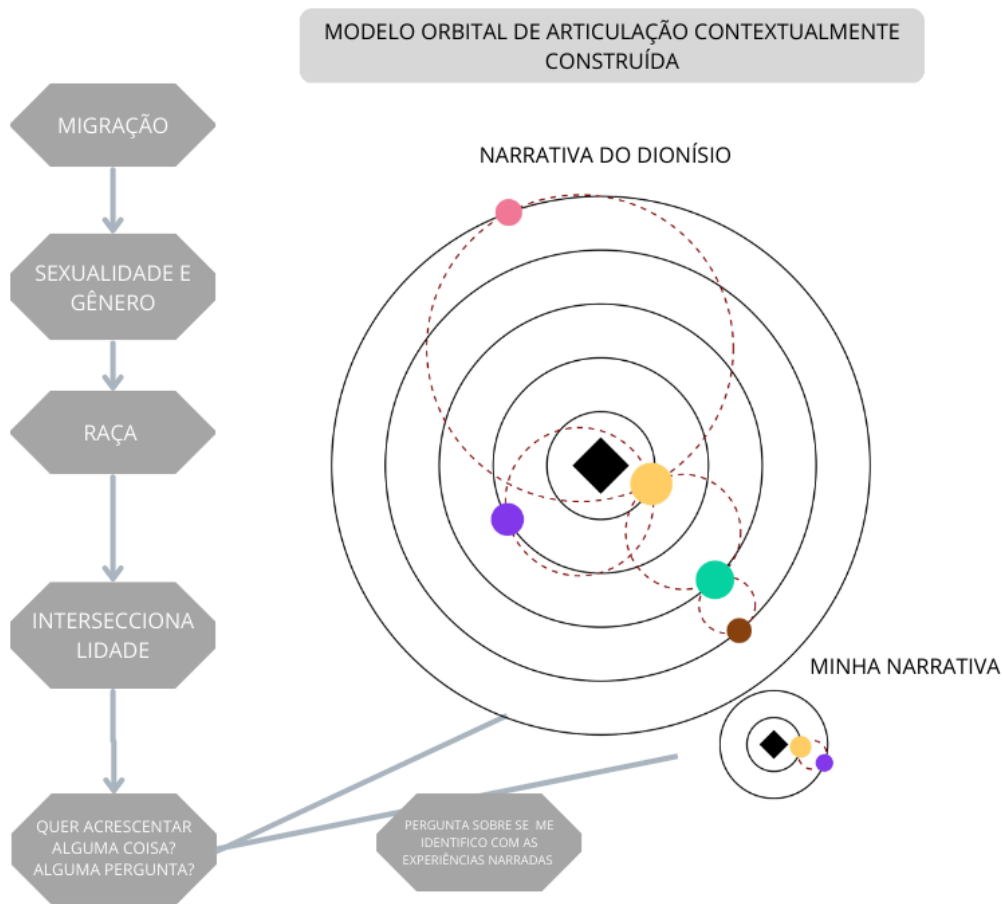 MODELO ORBITAL DE ARTICULAÇÃO CONTEXTUALMENTE
CONSTRUÍDA
MIGRAÇÃO
NARRATIVA DO DIONÍSIO
SEXUALIDADE E
GÊNERO
RAÇA
INTERSECCIONA
LIDADE
MINHA NARRATIVA
QUER ACRESCENTAR
ALGUMA COISA?
ALGUMA PERGUNTA?
PERGUNTA SOBRE SE ME
IDENTIFICO COM AS
EXPERIÊNCIAS NARRADAS